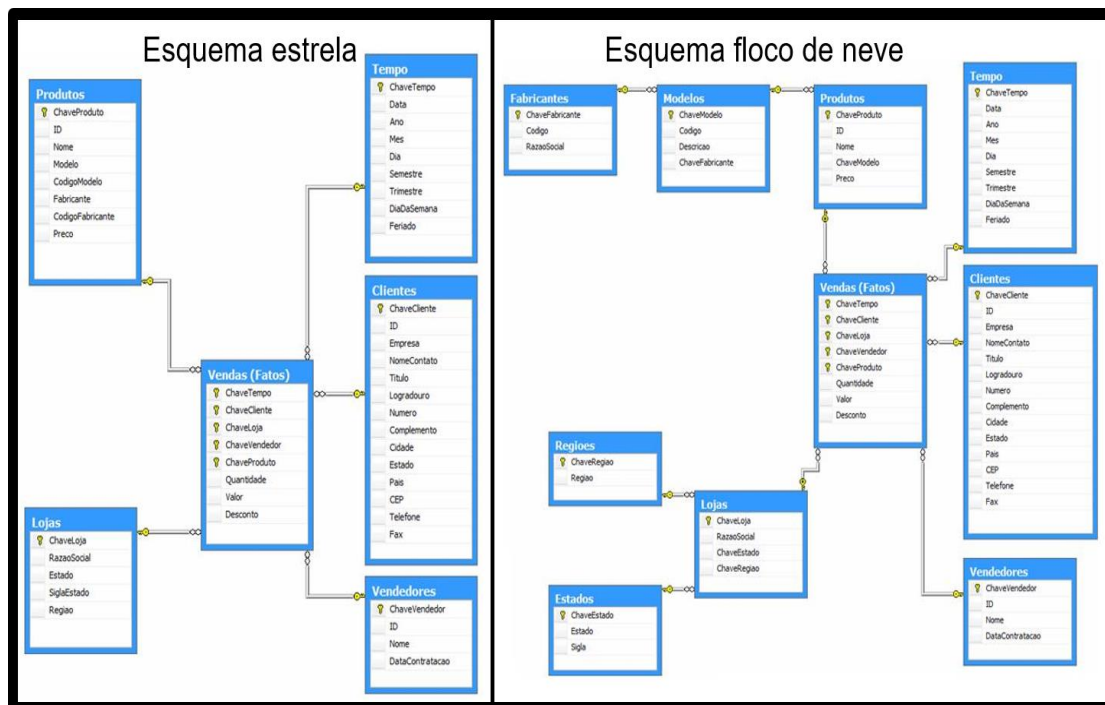 Esquema estrela
Produtos
ChaveProduto
ID
Nome
Modelo
CodigoModelo
Fabricante
CodigoFabricante
Preco
Tempo
ChaveTempo
Data
Ano
Mes
Dia
Semestre
Trimestre
DiaDaSemana
Feriado
Clientes
ChaveCliente
ID
Empresa
NomeContato
Titulo
Logradouro
Numero
Complemento
Cidade
Estado
Pais
CEP
Telefone
Fax
Vendas (Fatos)
ChaveTempo
ChaveCliente
ChaveLoja
ChaveVendedor
ChaveProduto
Quantidade
Valor
Desconto
Lojas
ChaveLoja
RazaoSocial
Estado
SiglaEstado
Regiao
Vendedores
ChaveVendedor
ID
Nome
DataContratacao
Esquema floco de neve
Fabricantes
ChaveFabricante
Codigo
RazaoSocial
Modelos
ChaveModelo
Codigo
Descricao
ChaveFabricante
Produtos
ChaveProduto
ID
Nome
ChaveModelo
Preco
Tempo
ChaveTempo
Data
Ano
Mes
Dia
Semestre
Trimestre
DiaDaSemana
Feriado
Vendas (Fatos)
ChaveTempo
ChaveCliente
ChaveLoja
ChaveVendedor
ChaveProduto
Quantidade
Valor
Desconto
Clientes
ChaveCliente
ID
Empresa
NomeContato
Titulo
Logradouro
Numero
Complemento
Cidade
Estado
Pais
CEP
Telefone
Fax
Regioes
ChaveRegiao
Regiao
Lojas
ChaveLoja
RazaoSocial
ChaveEstado
ChaveRegiao
Estados
ChaveEstado
Estado
Sigla
Vendedores
ChaveVendedor
ID
Nome
DataContratacao